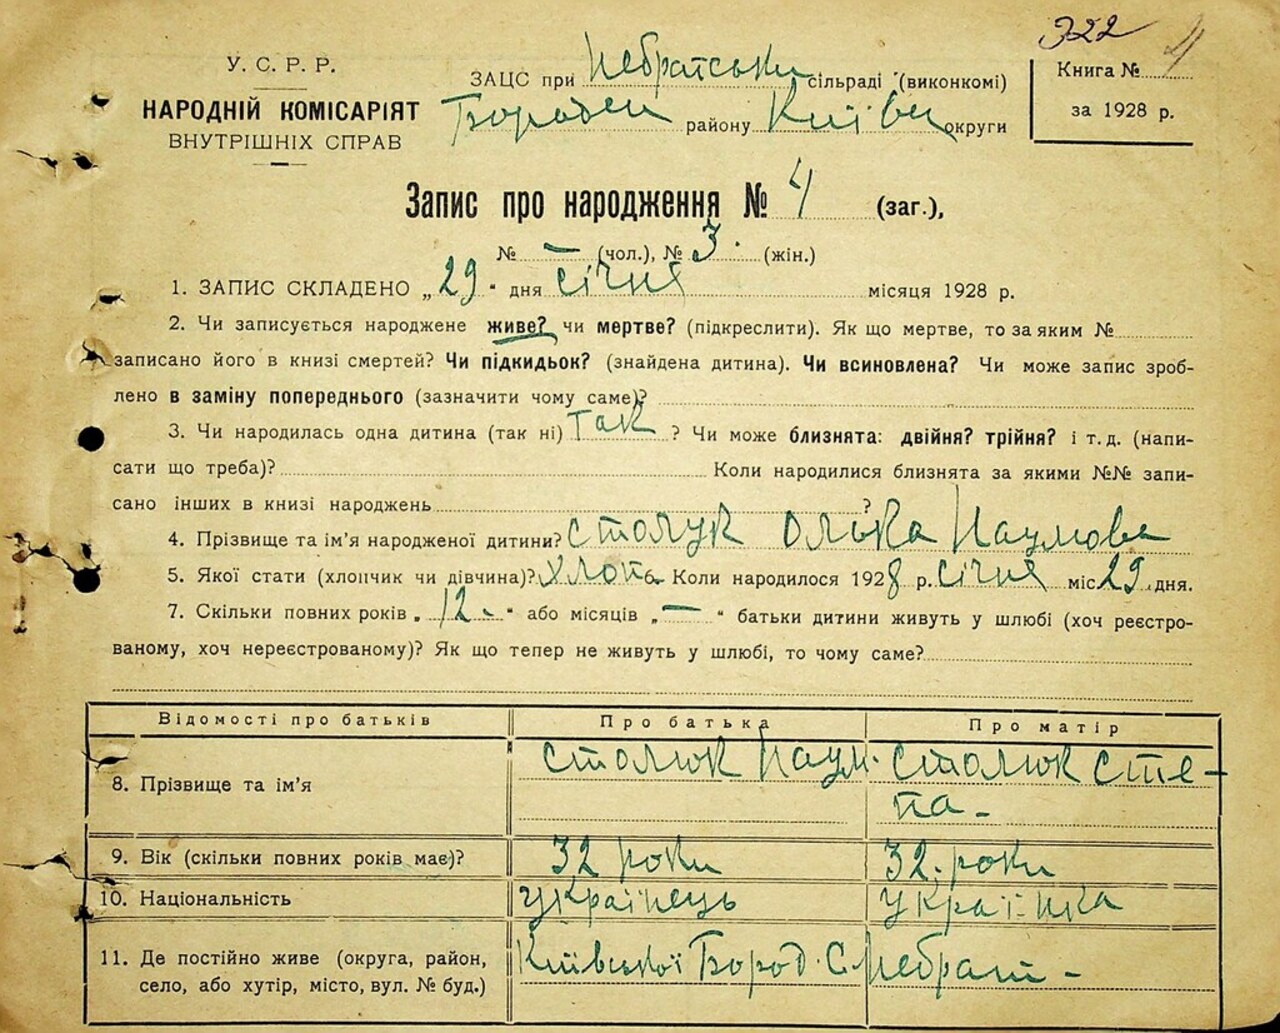 322 4
У. С. Р. Р.
НАРОДНІЙ КОМІСАРІЯТ
ВНУТРІШНІХ СПРАВ
ЗАЦС при Небратськи сільраді (виконкомі)
Бородян району Київськ округи
Книга №
за 1928 р.
Запис про народження № 4 (заг.),
№ — (чол.), № 3. (жін.)
1. ЗАПИС СКЛАДЕНО „29" дня січня місяця 1928 р.
2. Чи записується народжене живе? чи мертве? (підкреслити). Як що мертве, то за яким №
записано його в книзі смертей? Чи підкидьок? (знайдена дитина). Чи всиновлена? Чи може запис зроб-
лено в заміну попереднього (зазначити чому саме)?
3. Чи народилась одна дитина (так ні) так ? Чи може близнята: двійня? трійня? і т. д. (напи-
сати що треба)? Коли народилися близнята за якими №№ запи-
сано інших в книзі народжень ?
4. Прізвище та ім'я народженої дитини? Столук Олька Наумова
5. Якої стати (хлопчик чи дівчина)? хлоп 6. Коли народилося 1928 р. січня міс. 29 дня.
7. Скільки повних років „12.-" або місяців „—" батьки дитини живуть у шлюбі (хоч реєстро-
ваному, хоч нереєстрованому)? Як що тепер не живуть у шлюбі, то чому саме?
Відомості про батьків Про батька Про матір
8. Прізвище та ім'я Столюк Наум. Столюк Сте-
па-
9. Вік (скільки повних років має)? 32 роки 32. роки
10. Національність Українець Українка
11. Де постійно живе (округа, район, Київської Бород. С. Небрат-
село, або хутір, місто, вул. № буд.)